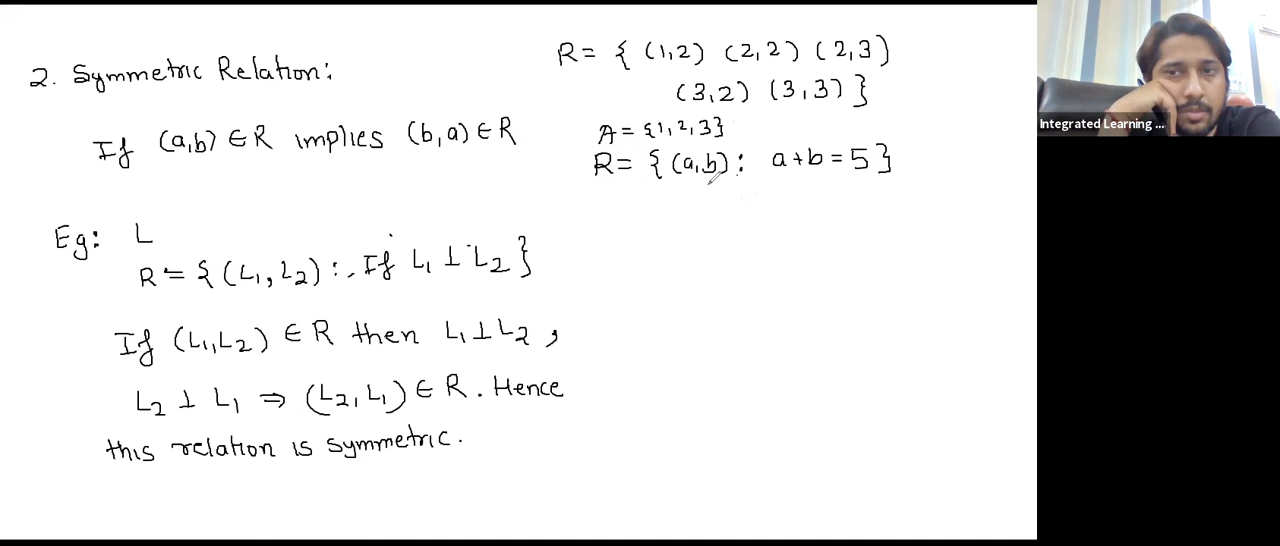 2. Symmetric Relation:
If (a,b) ∈ R implies (b,a) ∈ R
Eg: L
R = { (L1, L2) : If L1 ⊥ L2 }
If (L1, L2) ∈ R then L1 ⊥ L2 ,
L2 ⊥ L1 ⇒ (L2, L1) ∈ R . Hence
this relation is symmetric.
R = { (1,2) (2,2) (2,3)
(3,2) (3,3) }
A = {1,2,3}
R = { (a,b) : a+b = 5 }
Integrated Learning ...